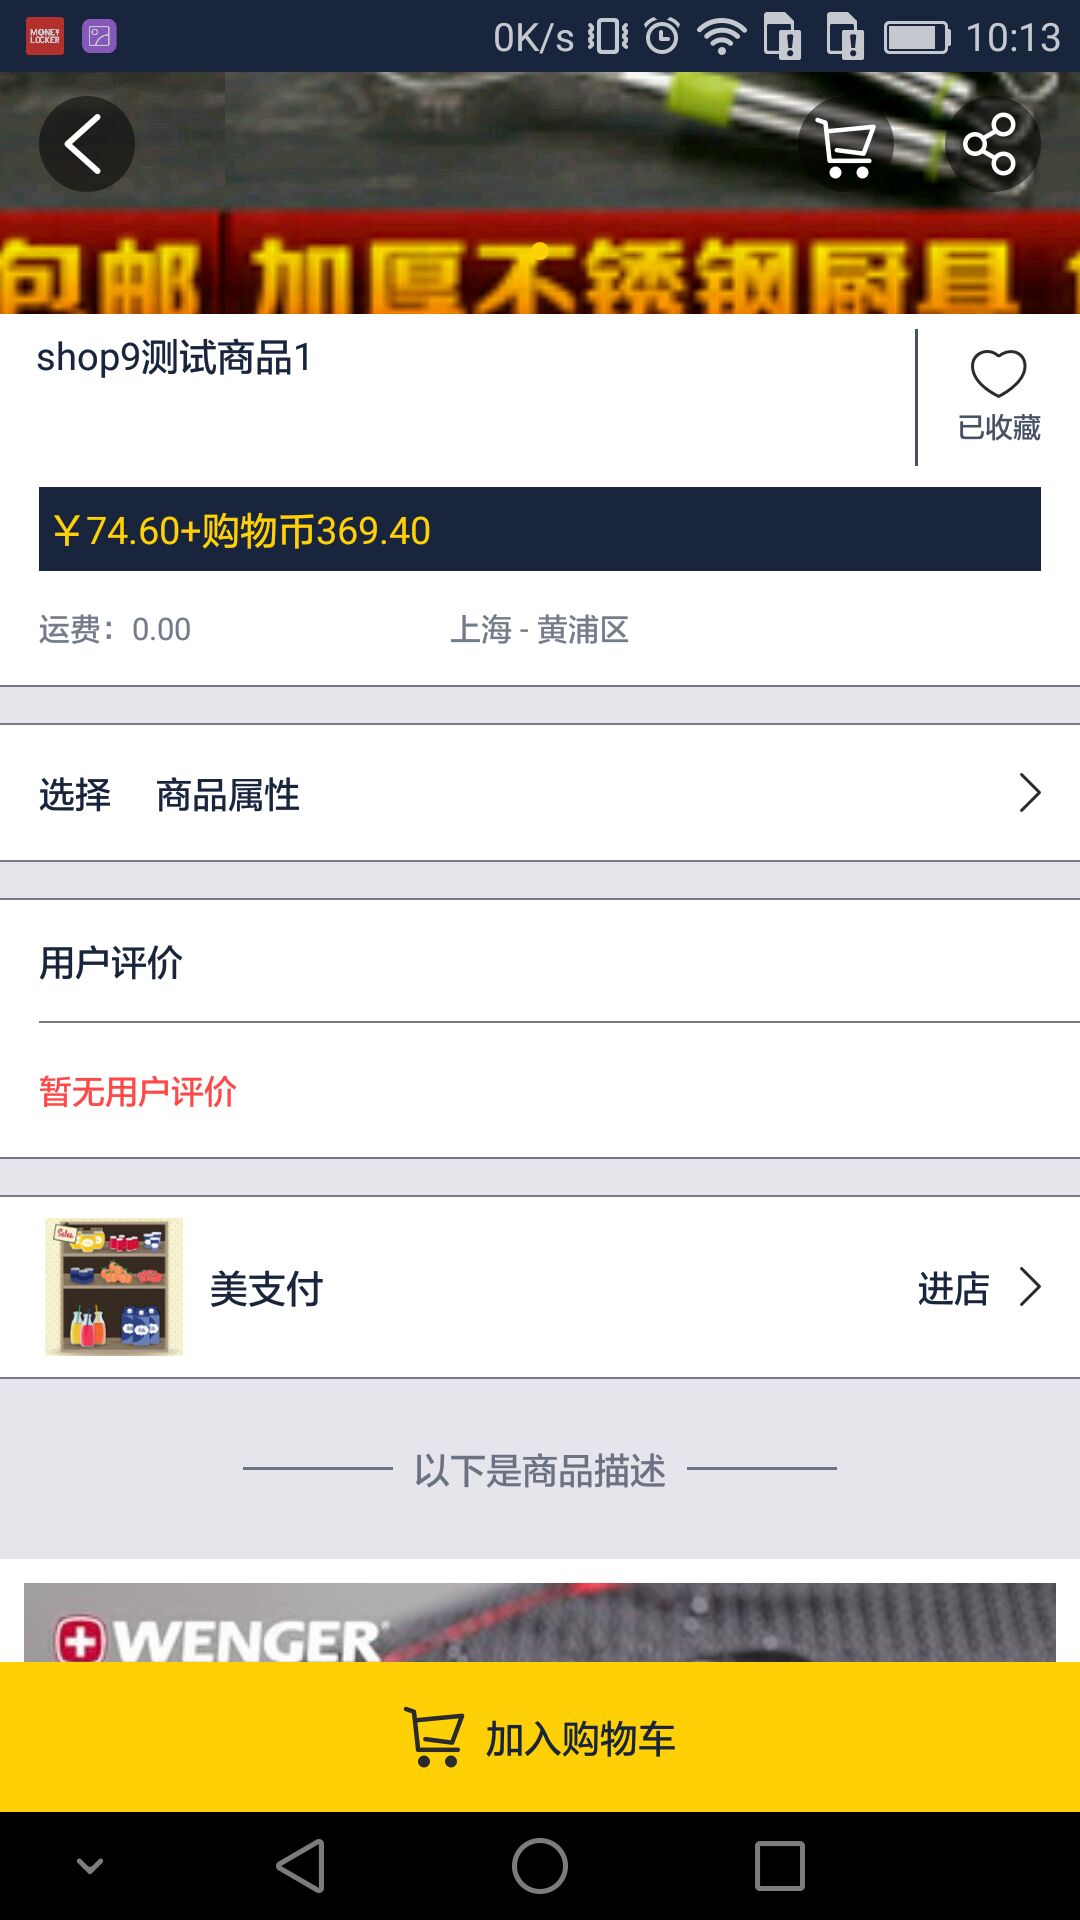 MONEY LOCKER
0K/s 10:13
包邮 加厚不锈钢厨具
shop9测试商品1
已收藏
￥74.60+购物币369.40
运费：0.00 上海 - 黄浦区
选择 商品属性
用户评价
暂无用户评价
Sales
美支付 进店
以下是商品描述
WENGER
加入购物车